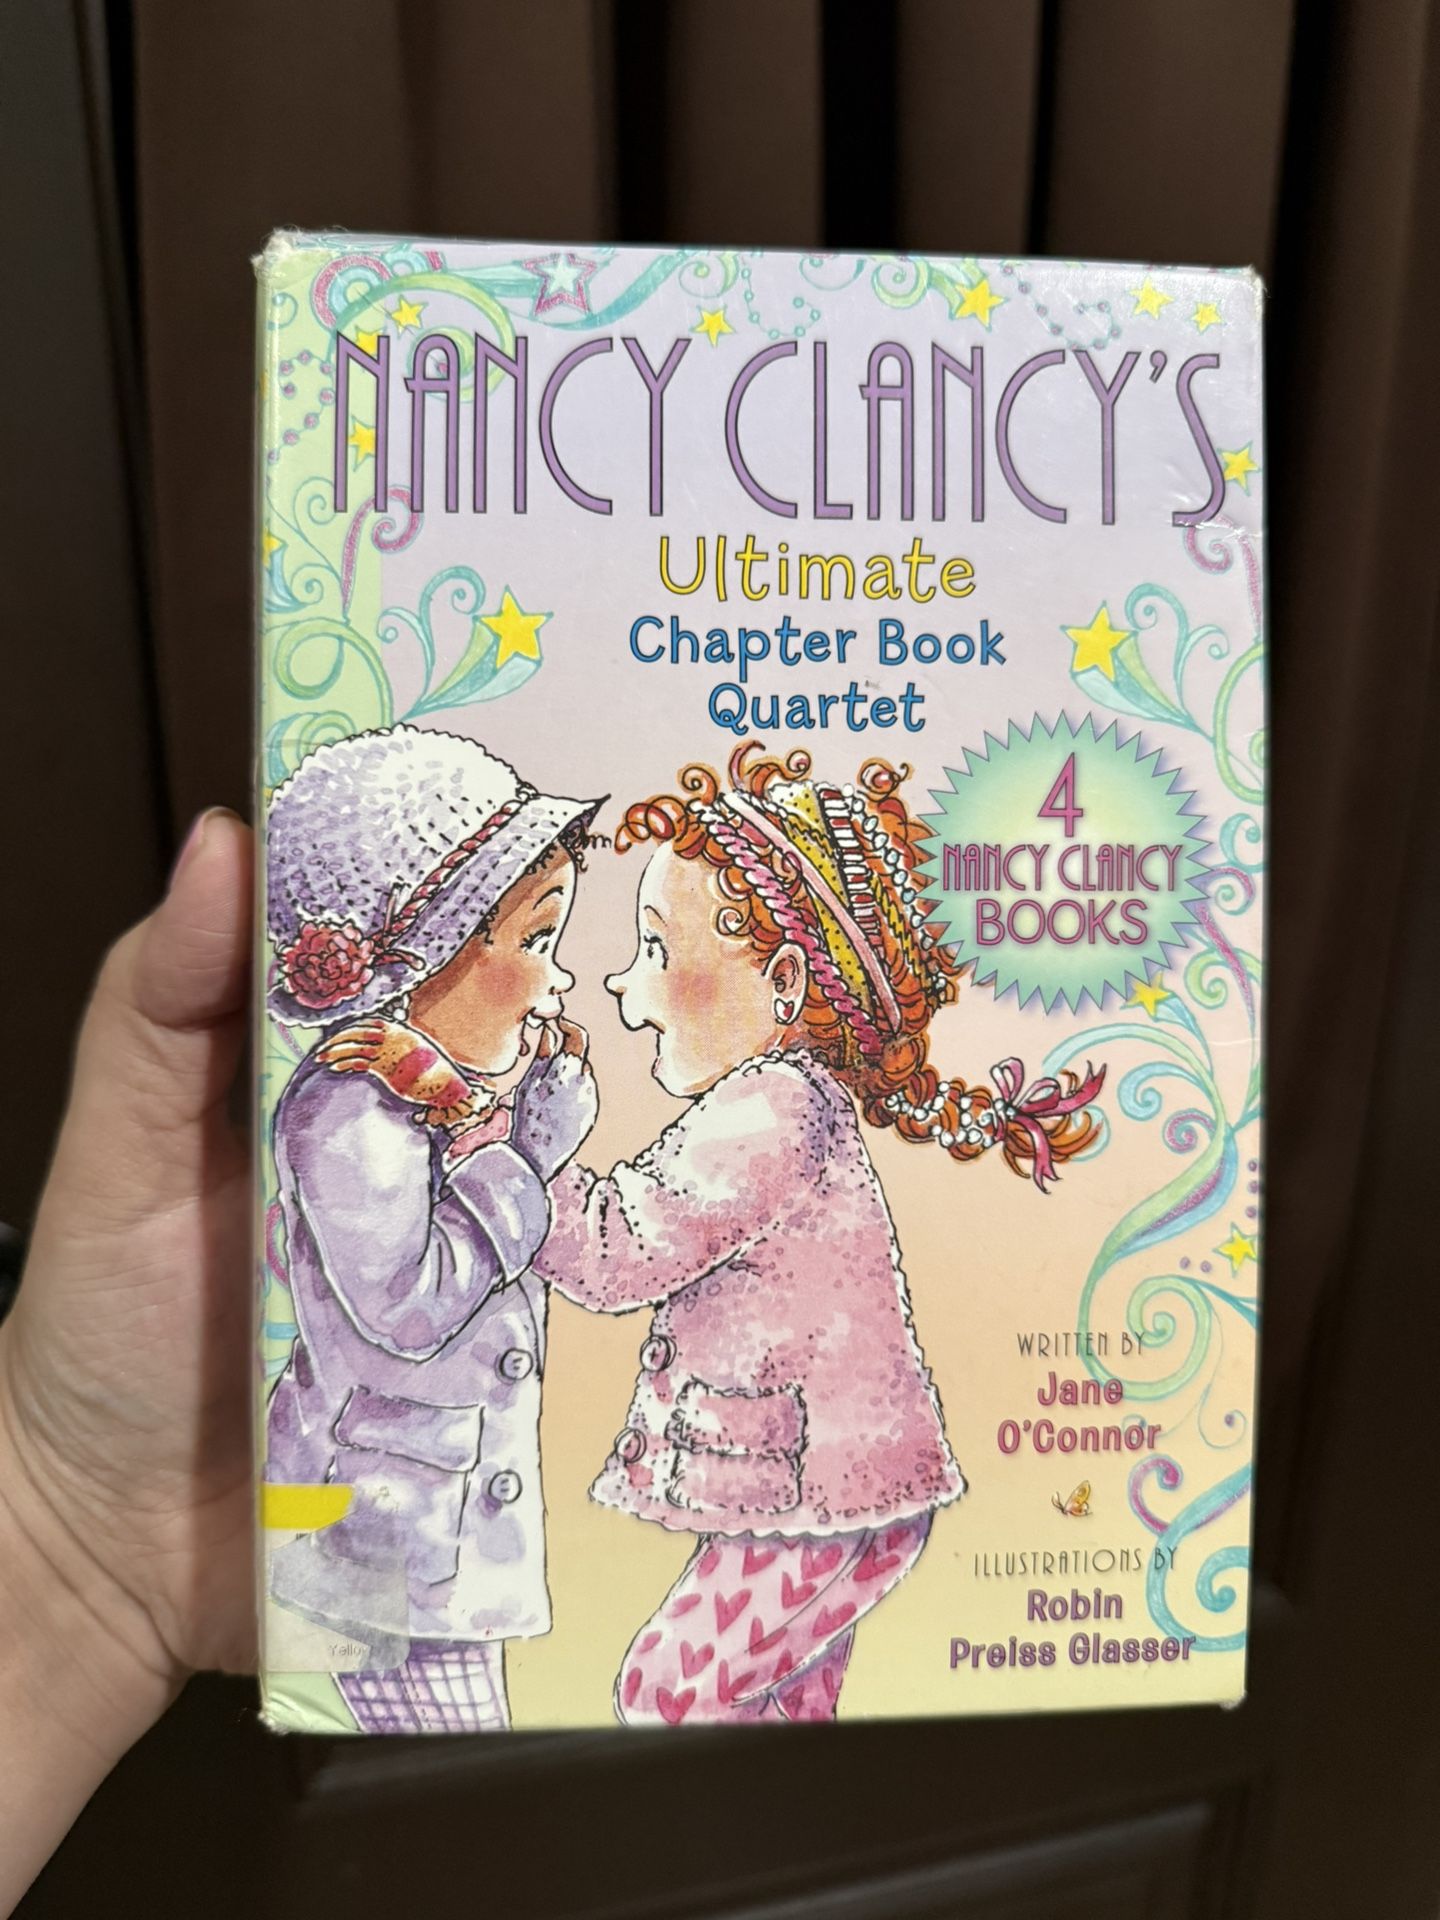 NANCY CLANCY'S
Ultimate
Chapter Book
Quartet
4
NANCY CLANCY
BOOKS
WRITTEN BY
Jane
O'Connor
ILLUSTRATIONS BY
Robin
Preiss Glasser